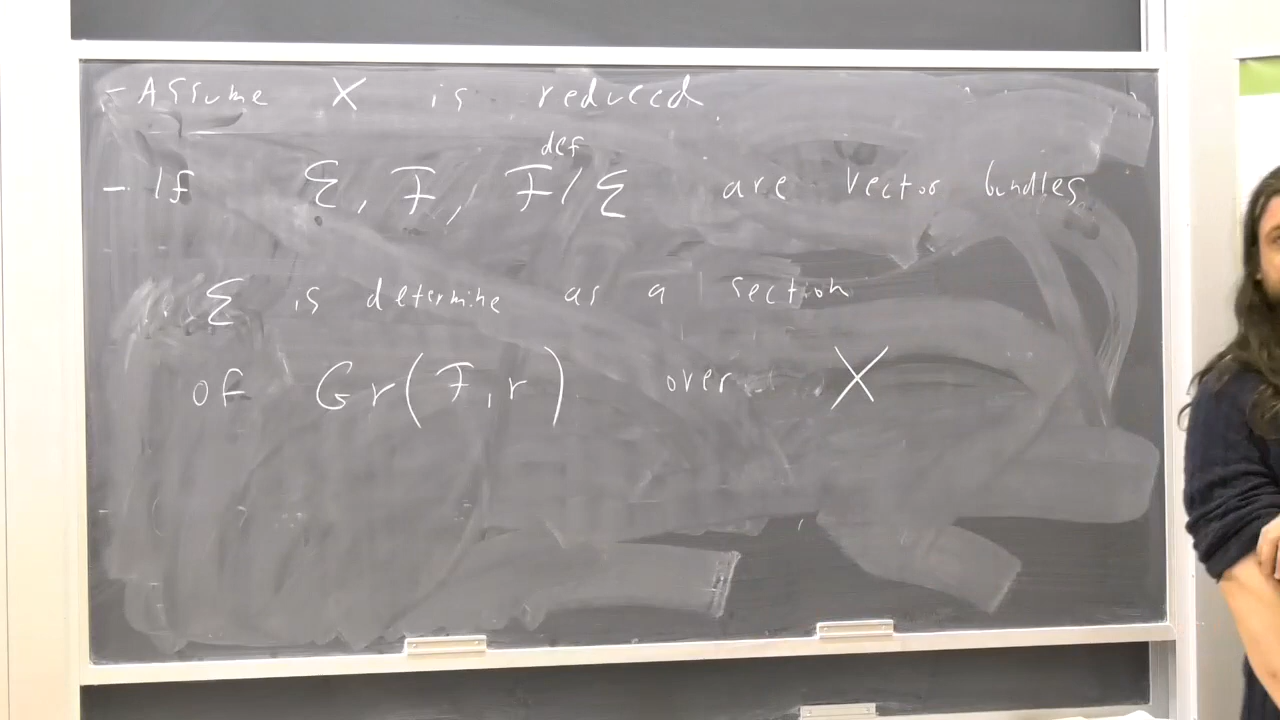 - Assume X is reduced
def
- If ℰ, ℱ, ℱ/ℰ are vector bundles
ℰ is determine as a section
of Gr(ℱ, r) over X